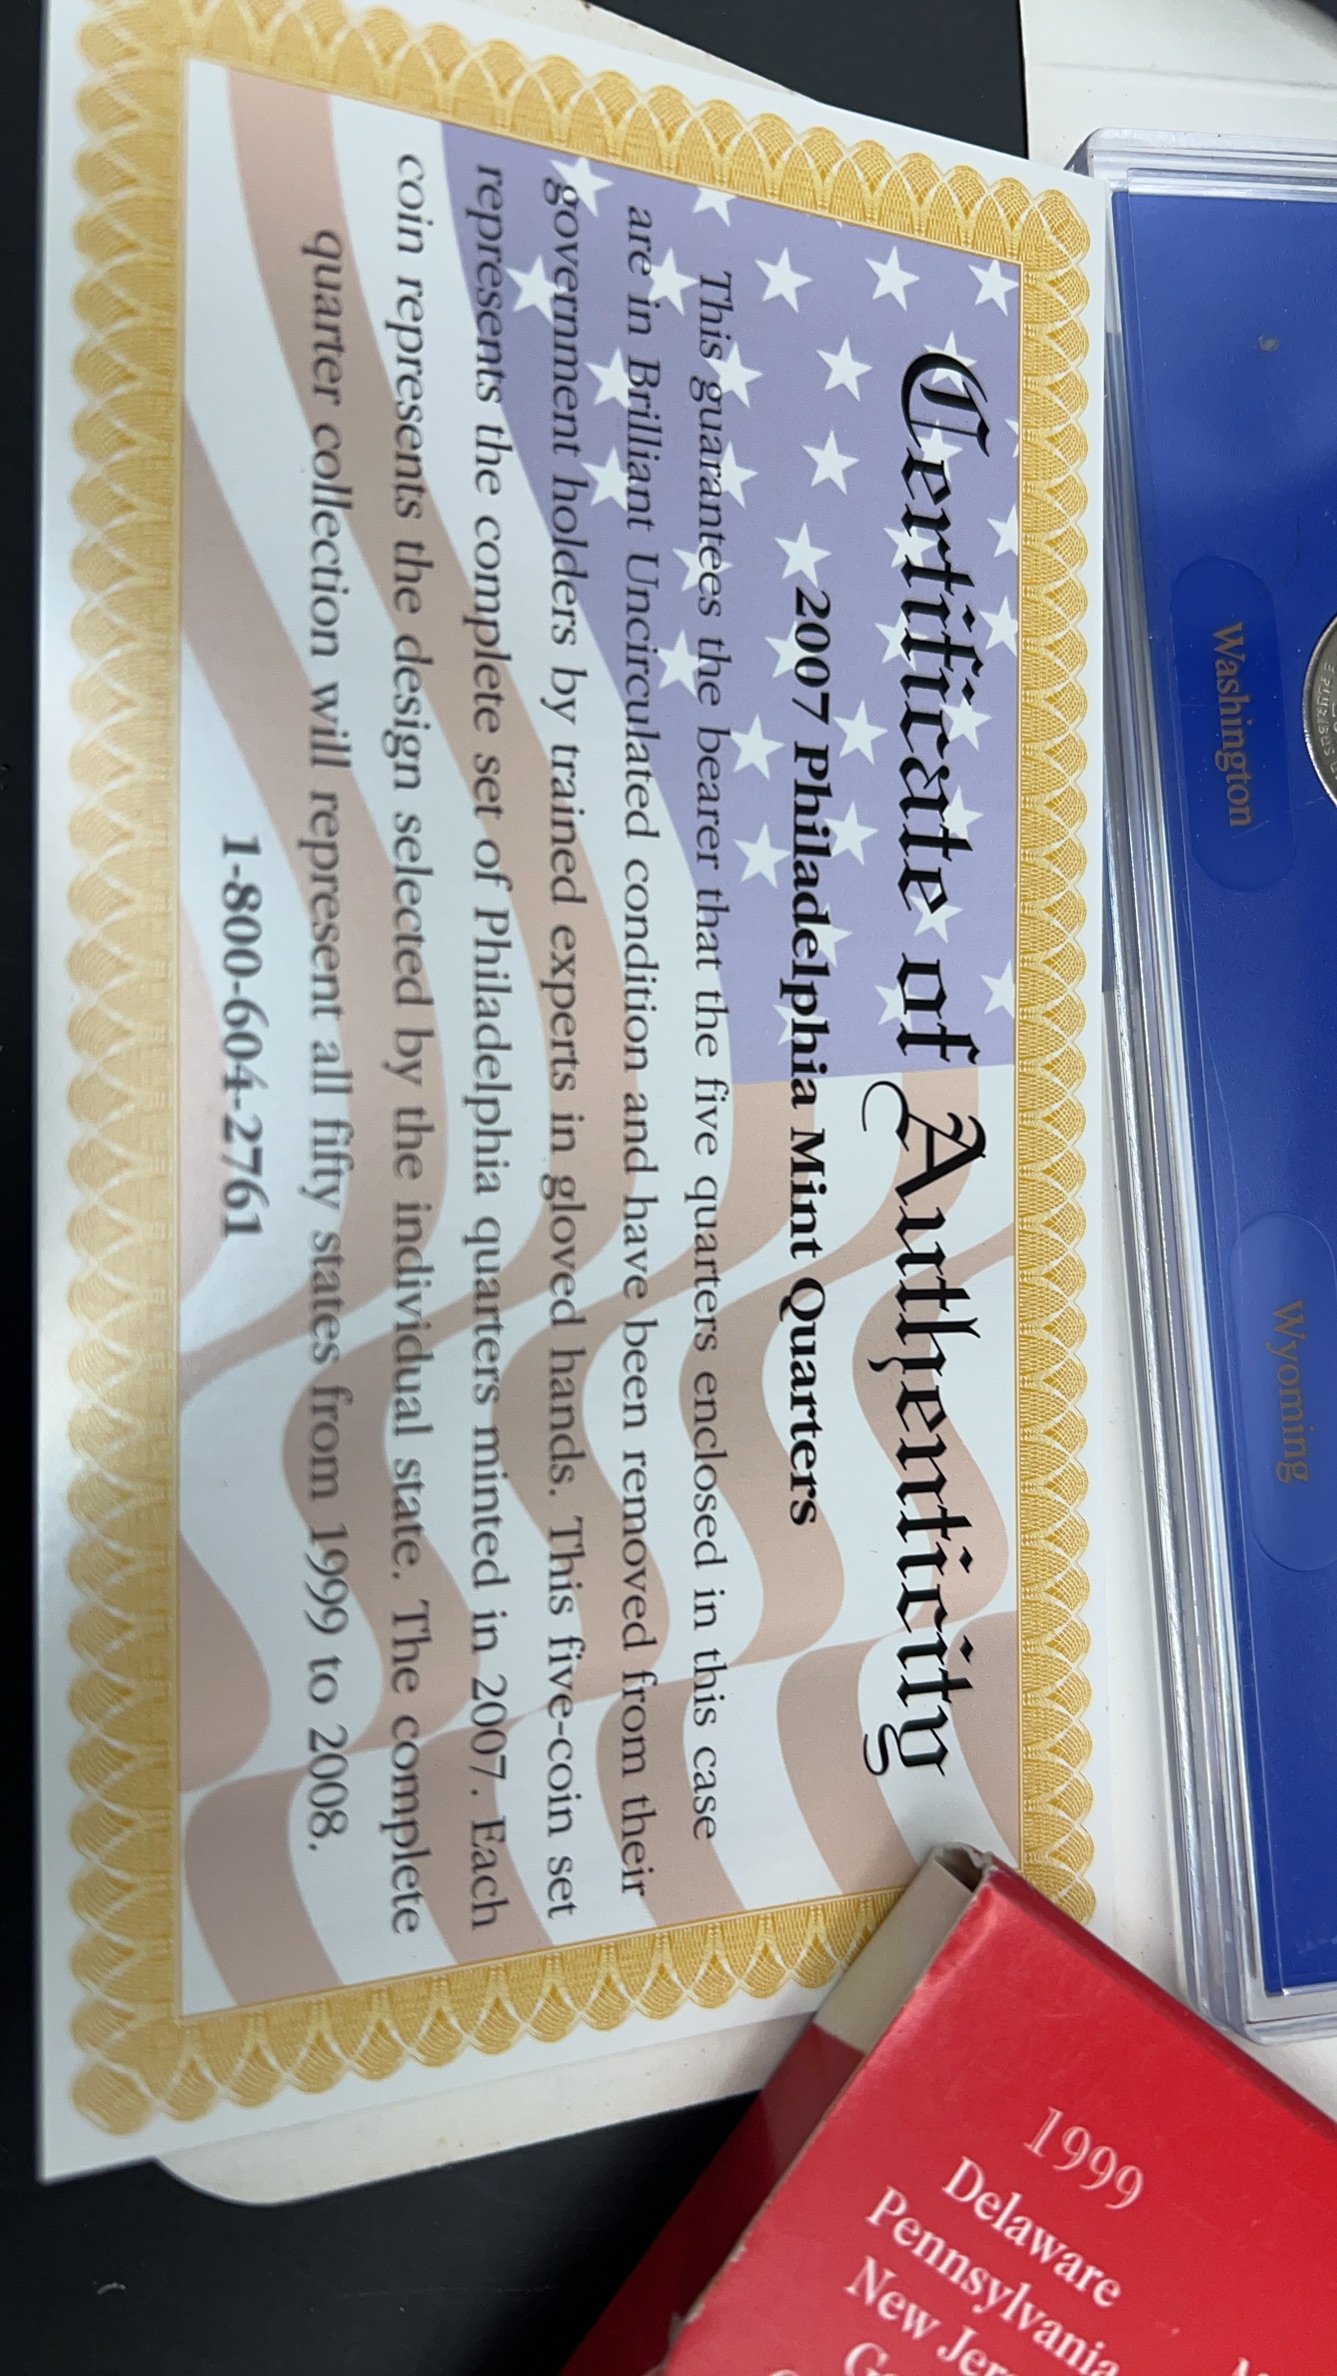 Certificate of Authenticity
2007 Philadelphia Mint Quarters
This guarantees the bearer that the five quarters enclosed in this case
are in Brilliant Uncirculated condition and have been removed from their
government holders by trained experts in gloved hands. This five-coin set
represents the complete set of Philadelphia quarters minted in 2007. Each
coin represents the design selected by the individual state. The complete
quarter collection will represent all fifty states from 1999 to 2008.
1-800-604-2761
Washington
Wyoming
1999
Delaware
Pennsylvania
New Jer